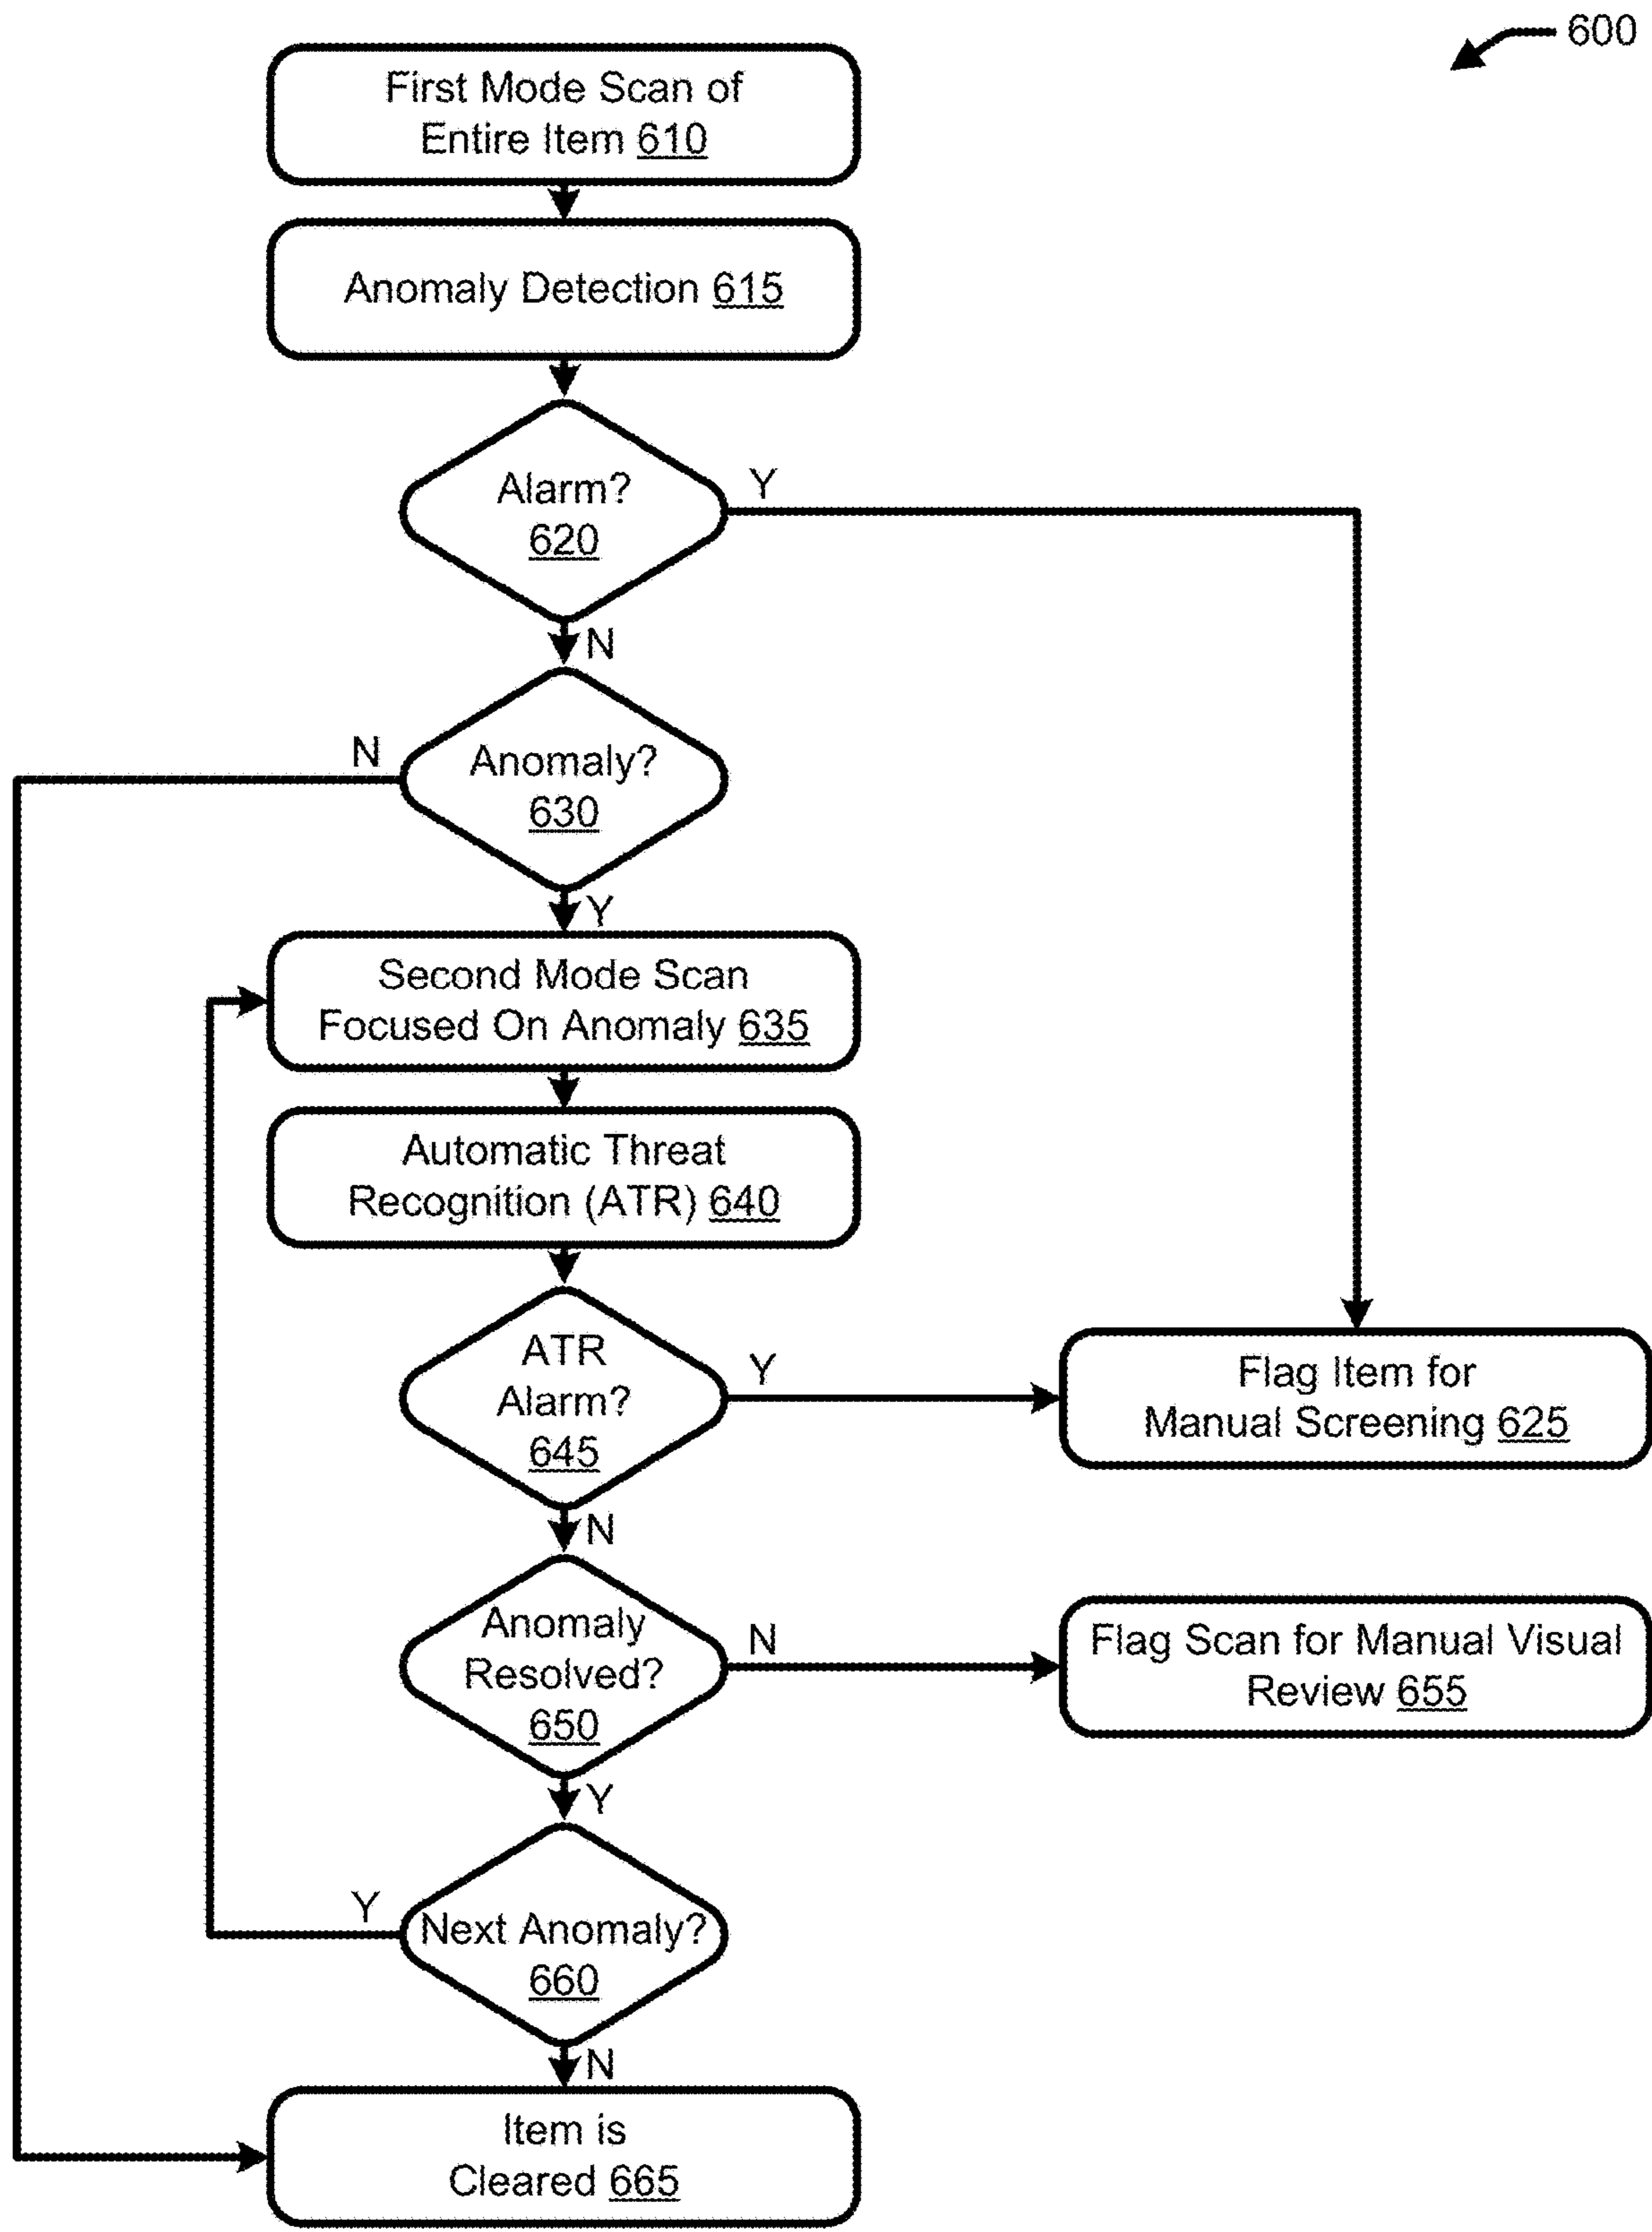 600
First Mode Scan of
Entire Item 610
Anomaly Detection 615
Alarm?
620
Y
N
Anomaly?
630
N
Y
Second Mode Scan
Focused On Anomaly 635
Automatic Threat
Recognition (ATR) 640
ATR
Alarm?
645
Y
Flag Item for
Manual Screening 625
N
Anomaly
Resolved?
650
N
Flag Scan for Manual Visual
Review 655
Y
Next Anomaly?
660
Y
N
Item is
Cleared 665